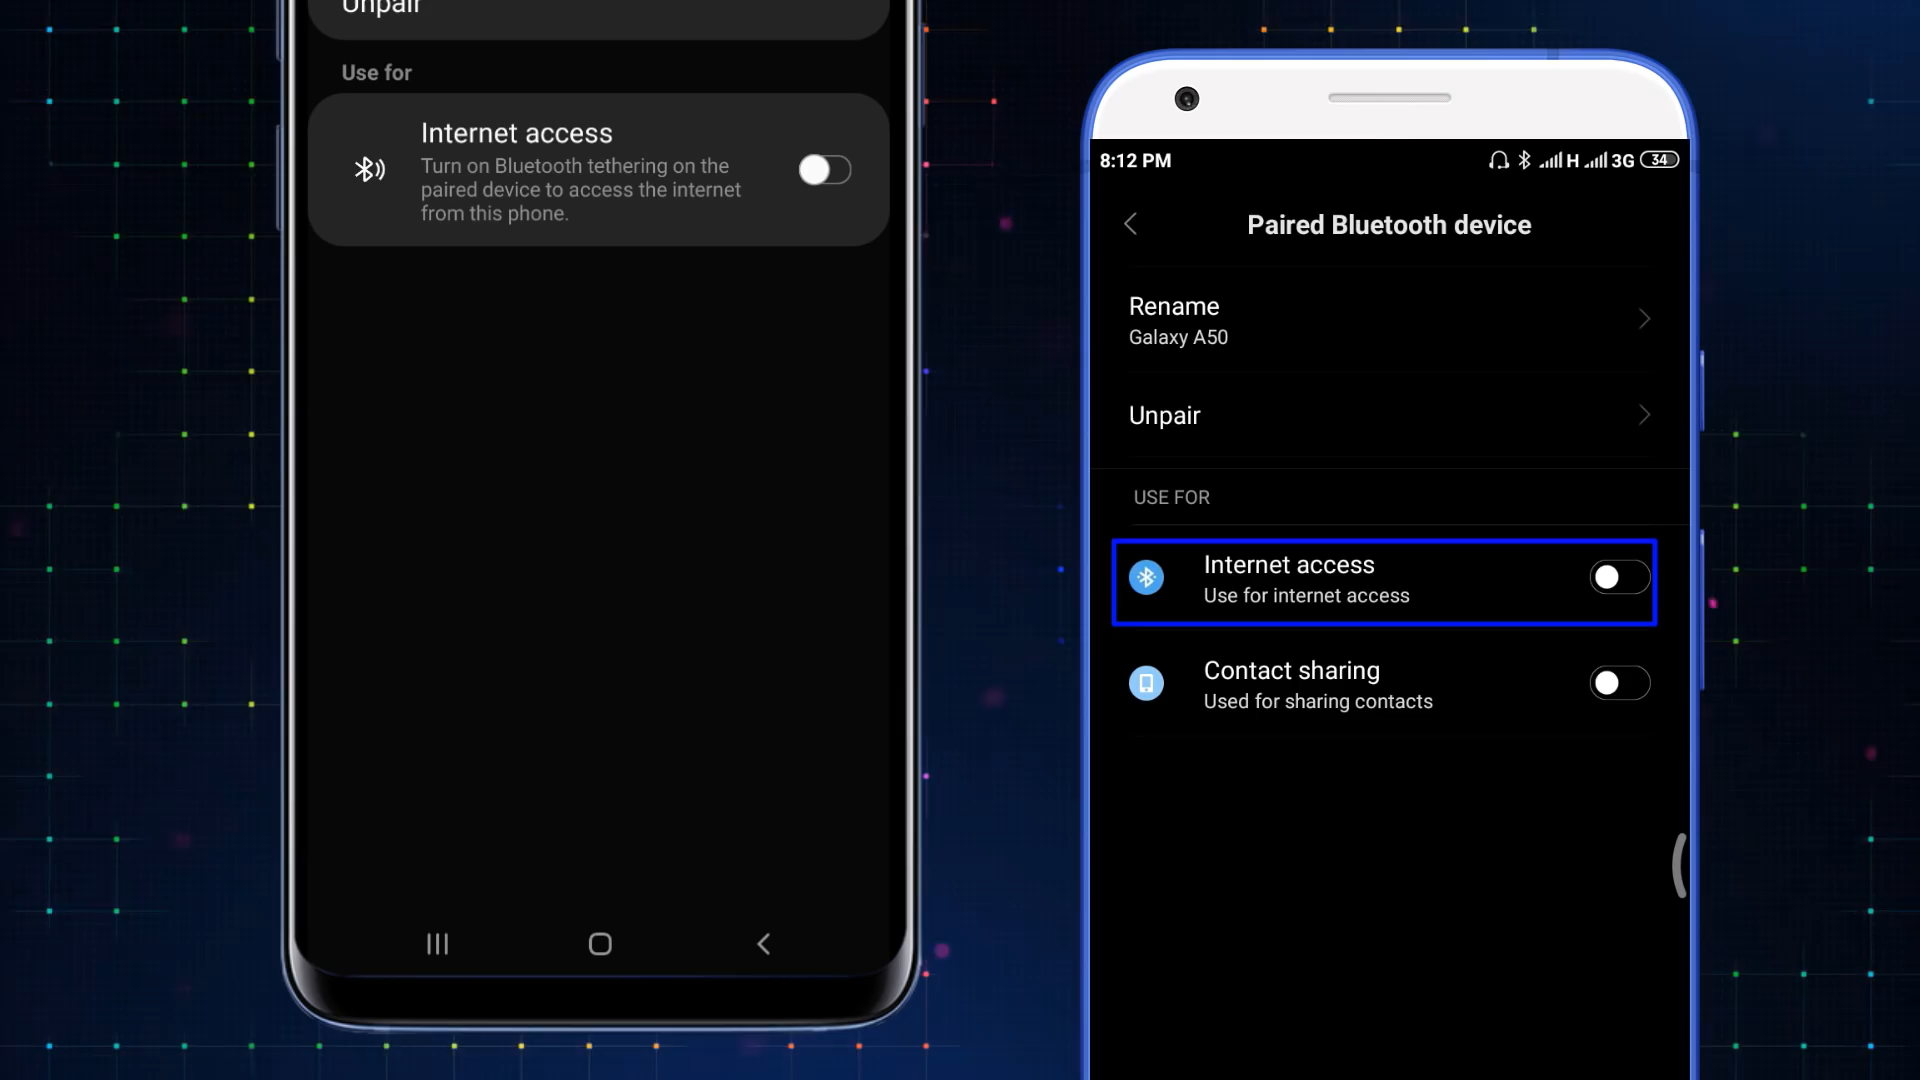 Unpair
Use for
Internet access
Turn on Bluetooth tethering on the
paired device to access the internet
from this phone.
8:12 PM
H 3G 34
Paired Bluetooth device
Rename
Galaxy A50
Unpair
USE FOR
Internet access
Use for internet access
Contact sharing
Used for sharing contacts